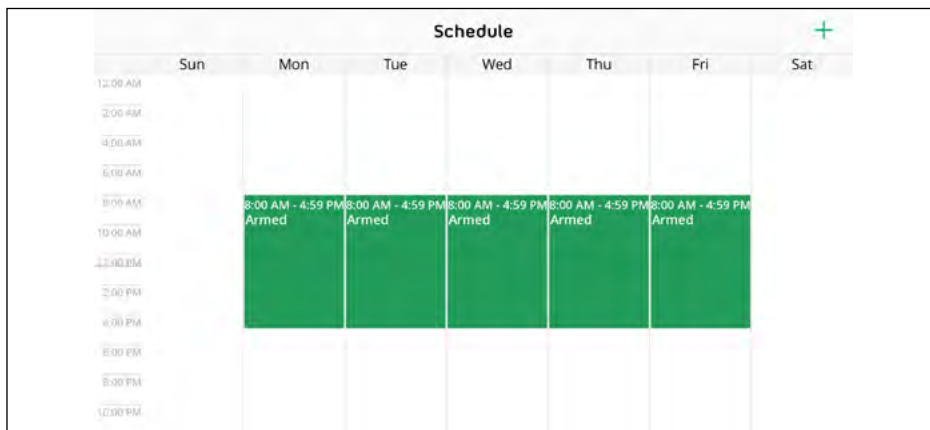 Schedule
+
Sun Mon Tue Wed Thu Fri Sat
12:00 AM
2:00 AM
4:00 AM
6:00 AM
8:00 AM
8:00 AM - 4:59 PM 8:00 AM - 4:59 PM 8:00 AM - 4:59 PM 8:00 AM - 4:59 PM 8:00 AM - 4:59 PM
Armed Armed Armed Armed Armed
10:00 AM
12:00 PM
2:00 PM
4:00 PM
6:00 PM
8:00 PM
10:00 PM